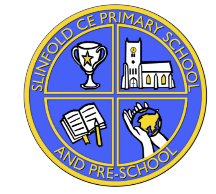 SLINFOLD CE PRIMARY SCHOOL
AND PRE-SCHOOL